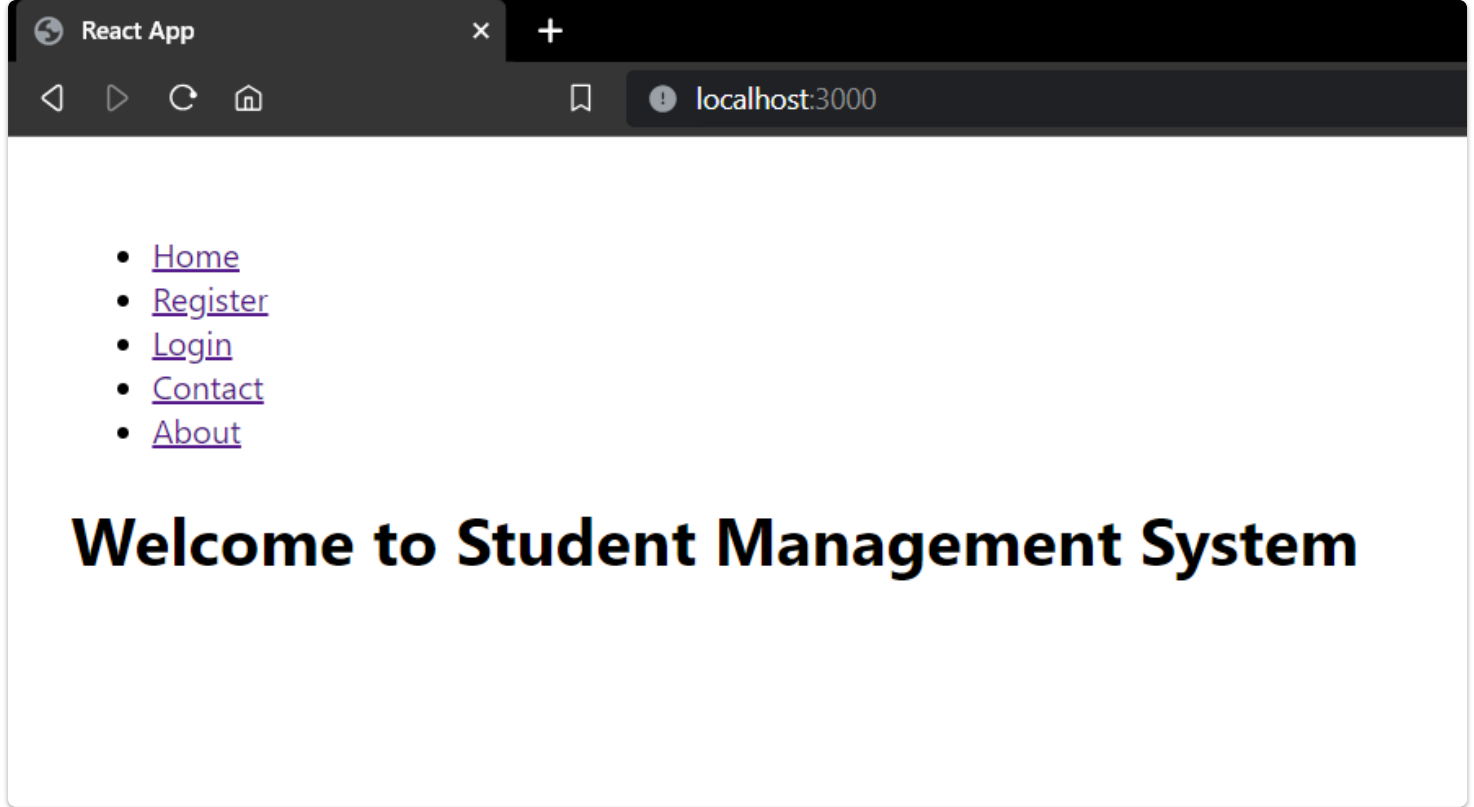 React App
localhost:3000
Home
Register
Login
Contact
About
Welcome to Student Management System